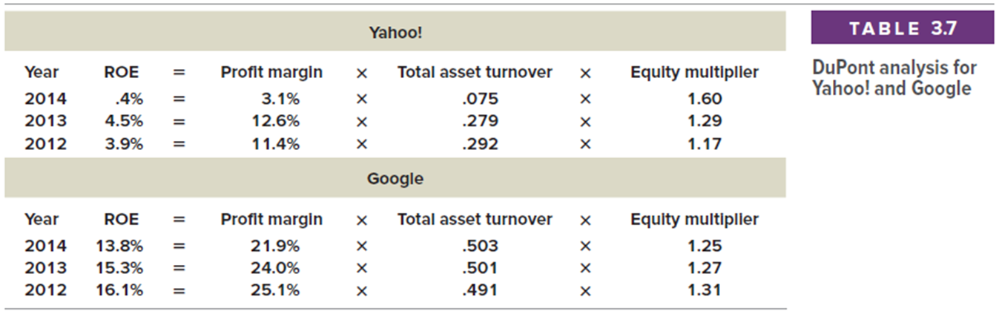 Yahoo!
Year ROE = Profit margin × Total asset turnover × Equity multiplier
2014 .4% = 3.1% × .075 × 1.60
2013 4.5% = 12.6% × .279 × 1.29
2012 3.9% = 11.4% × .292 × 1.17
Google
Year ROE = Profit margin × Total asset turnover × Equity multiplier
2014 13.8% = 21.9% × .503 × 1.25
2013 15.3% = 24.0% × .501 × 1.27
2012 16.1% = 25.1% × .491 × 1.31
TABLE 3.7
DuPont analysis for
Yahoo! and Google